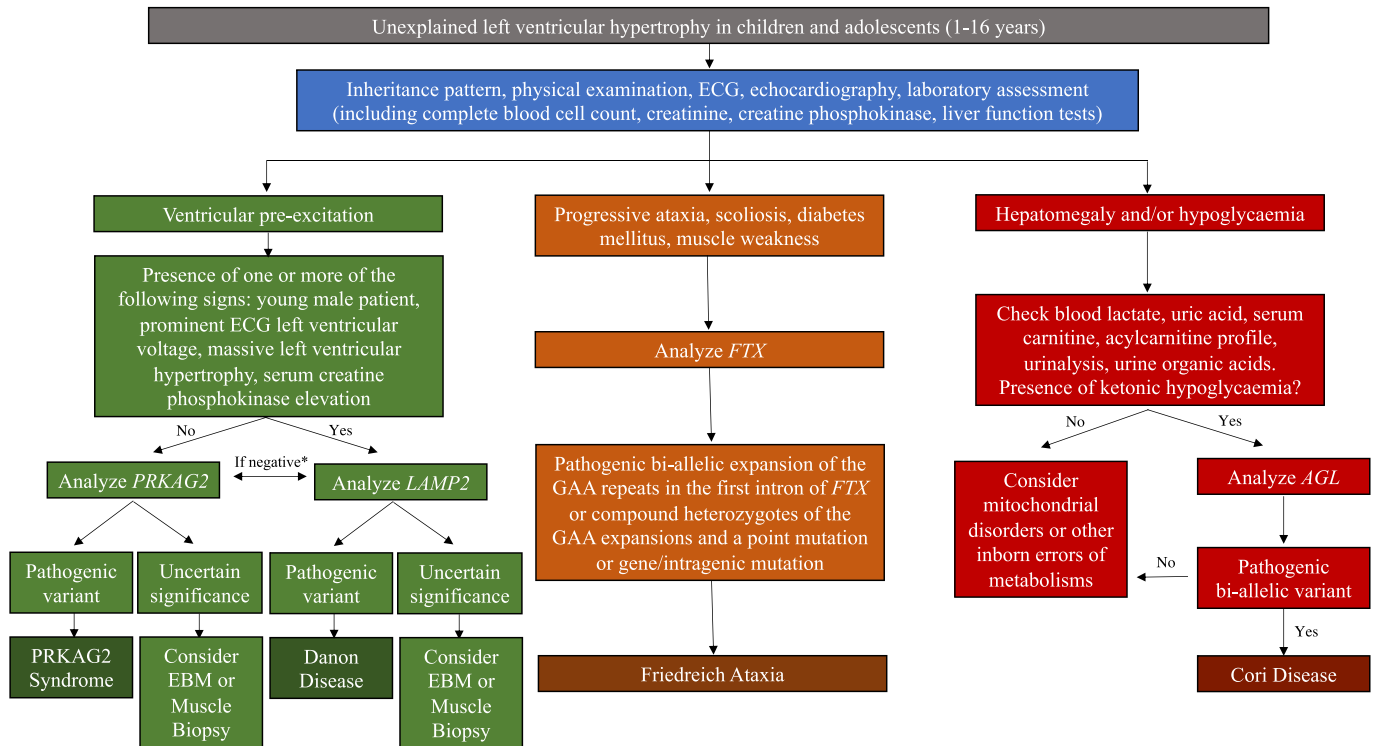 Unexplained left ventricular hypertrophy in children and adolescents (1-16 years)
Inheritance pattern, physical examination, ECG, echocardiography, laboratory assessment
(including complete blood cell count, creatinine, creatine phosphokinase, liver function tests)
Ventricular pre-excitation
Presence of one or more of the
following signs: young male patient,
prominent ECG left ventricular
voltage, massive left ventricular
hypertrophy, serum creatine
phosphokinase elevation
No
Yes
Analyze PRKAG2
If negative*
Analyze LAMP2
Pathogenic
variant
Uncertain
significance
Pathogenic
variant
Uncertain
significance
PRKAG2
Syndrome
Consider
EBM or
Muscle
Biopsy
Danon
Disease
Consider
EBM or
Muscle
Biopsy
Progressive ataxia, scoliosis, diabetes
mellitus, muscle weakness
Analyze FTX
Pathogenic bi-allelic expansion of the
GAA repeats in the first intron of FTX
or compound heterozygotes of the
GAA expansions and a point mutation
or gene/intragenic mutation
Friedreich Ataxia
Hepatomegaly and/or hypoglycaemia
Check blood lactate, uric acid, serum
carnitine, acylcarnitine profile,
urinalysis, urine organic acids.
Presence of ketonic hypoglycaemia?
No
Yes
Consider
mitochondrial
disorders or other
inborn errors of
metabolisms
Analyze AGL
No
Pathogenic
bi-allelic variant
Yes
Cori Disease